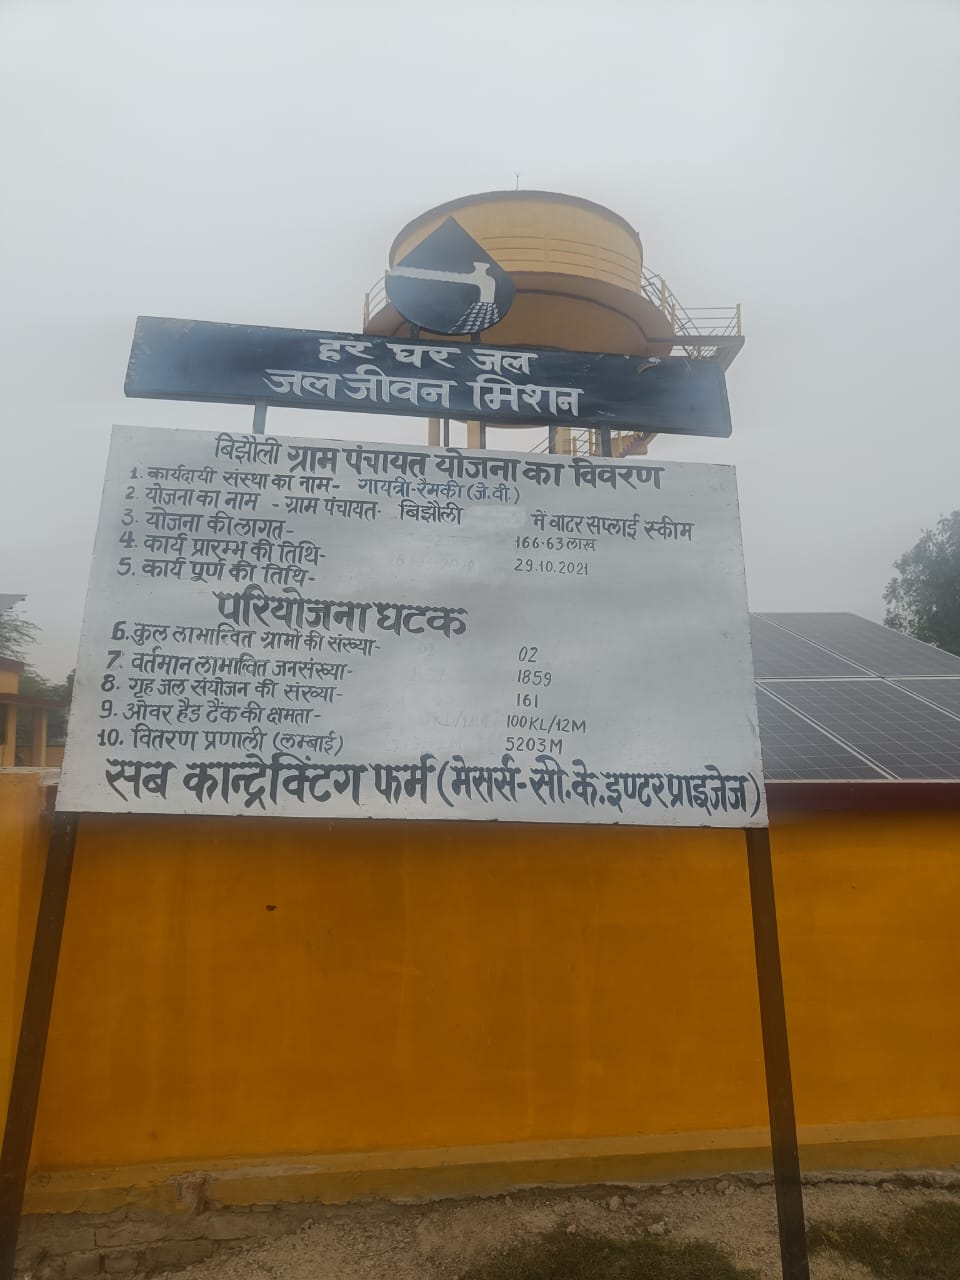 हर घर जल
जल जीवन मिशन
बिझौली ग्राम पंचायत योजना का विवरण
1. कार्यदायी संस्था का नाम- गायत्री-रैमकी (जे.वी.)
2. योजना का नाम - ग्राम पंचायत- बिझौली में वाटर सप्लाई स्कीम
3. योजना की लागत- 166.63 लाख
4. कार्य प्रारम्भ की तिथि- 29.10.2021
5. कार्य पूर्ण की तिथि-
परियोजना घटक
6. कुल लाभान्वित ग्रामों की संख्या- 02
7. वर्तमान लाभान्वित जनसंख्या- 1859
8. गृह जल संयोजन की संख्या- 161
9. ओवर हैड टैंक की क्षमता- 100KL/12M
10. वितरण प्रणाली (लम्बाई) 5203M
सब कान्ट्रेक्टिंग फर्म (मेसर्स-सी.के.इण्टरप्राइजेज)